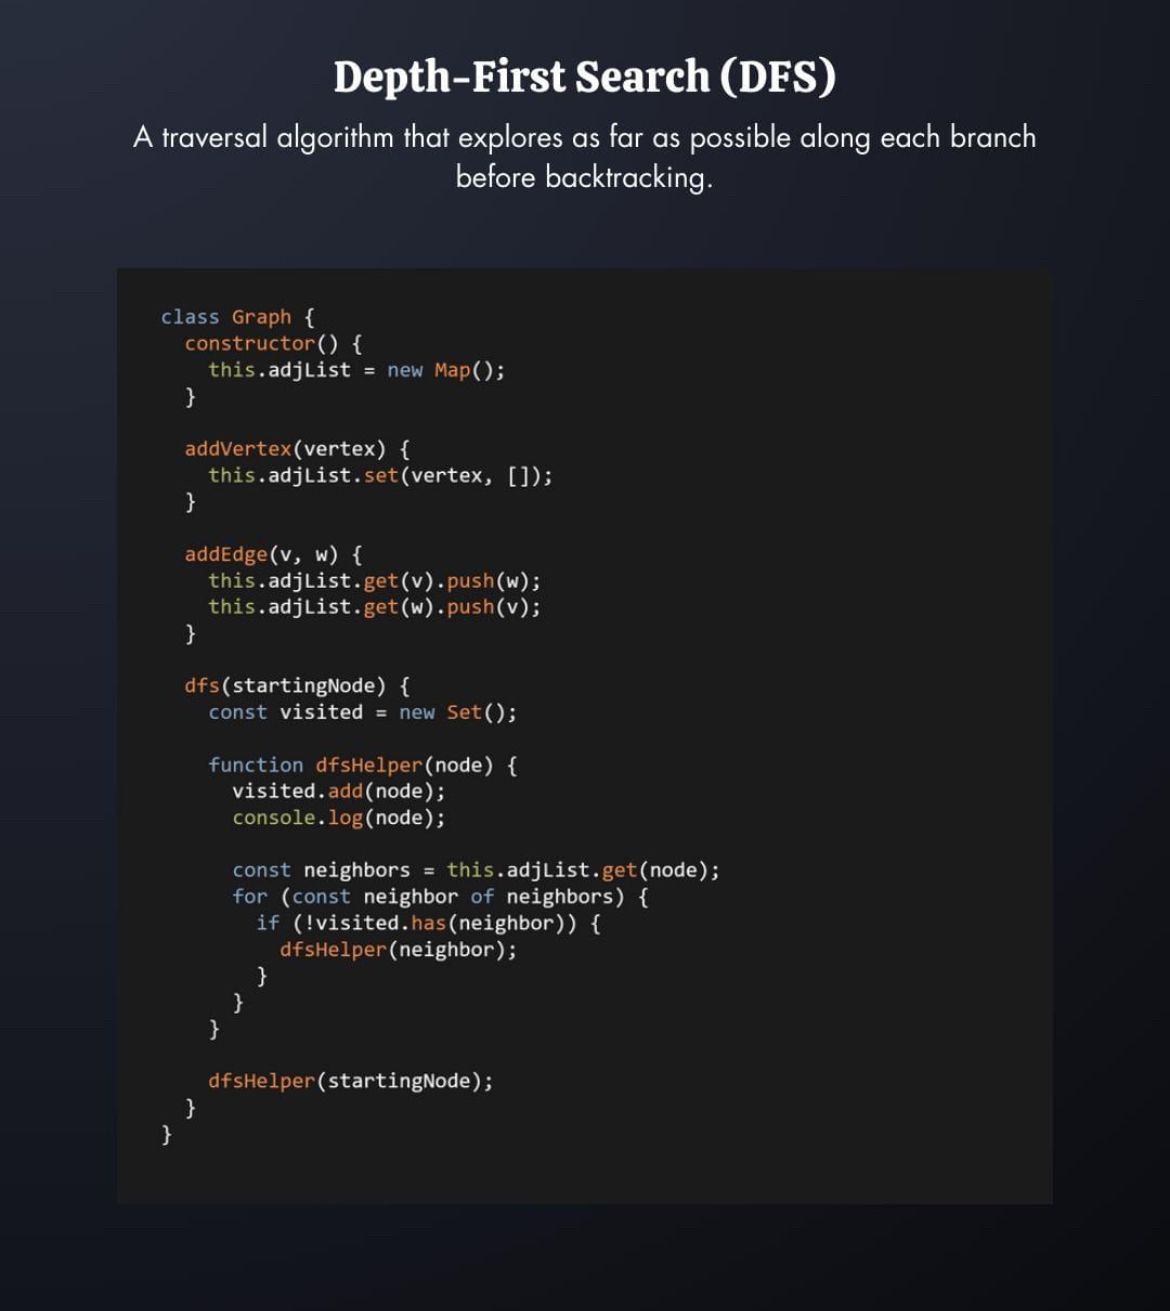 Depth-First Search (DFS)
A traversal algorithm that explores as far as possible along each branch
before backtracking.
class Graph {
  constructor() {
    this.adjList = new Map();
  }

  addVertex(vertex) {
    this.adjList.set(vertex, []);
  }

  addEdge(v, w) {
    this.adjList.get(v).push(w);
    this.adjList.get(w).push(v);
  }

  dfs(startingNode) {
    const visited = new Set();

    function dfsHelper(node) {
      visited.add(node);
      console.log(node);

      const neighbors = this.adjList.get(node);
      for (const neighbor of neighbors) {
        if (!visited.has(neighbor)) {
          dfsHelper(neighbor);
        }
      }
    }

    dfsHelper(startingNode);
  }
}